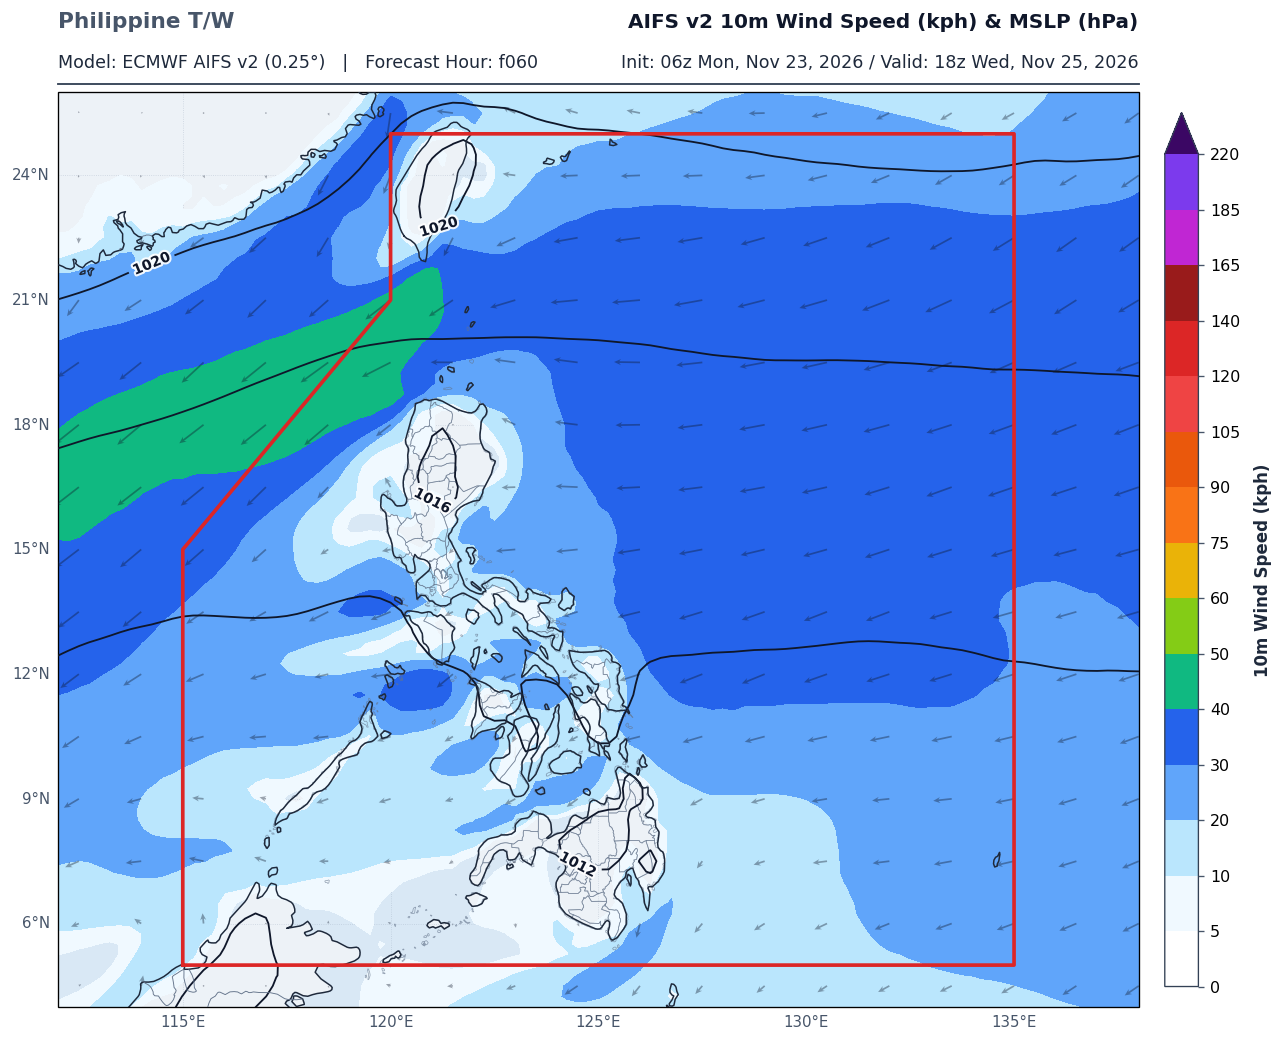 Philippine T/W
AIFS v2 10m Wind Speed (kph) & MSLP (hPa)
Model: ECMWF AIFS v2 (0.25°) | Forecast Hour: f060
Init: 06z Mon, Nov 23, 2026 / Valid: 18z Wed, Nov 25, 2026
24°N
21°N
18°N
15°N
12°N
9°N
6°N
1020
1020
1016
1012
115°E
120°E
125°E
130°E
135°E
220
185
165
140
120
105
90
75
60
50
40
30
20
10
5
0
10m Wind Speed (kph)